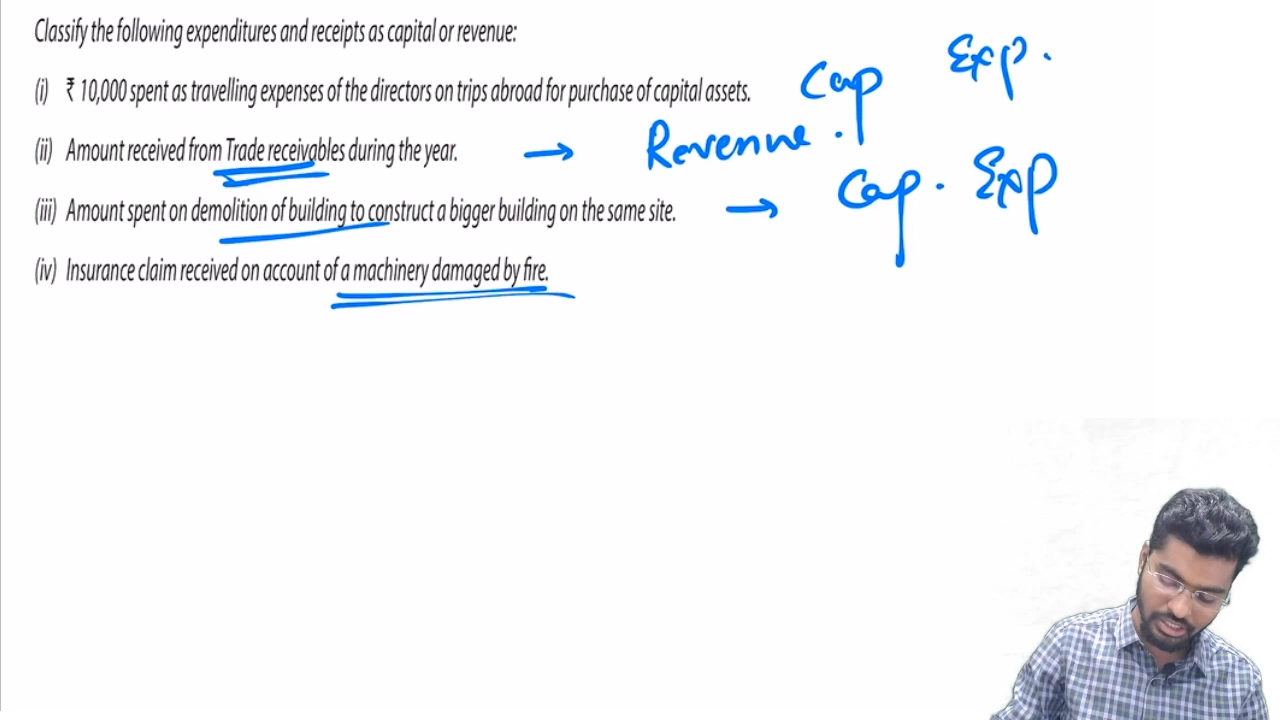 Classify the following expenditures and receipts as capital or revenue:
(i) ₹ 10,000 spent as travelling expenses of the directors on trips abroad for purchase of capital assets. Cap Exp.
(ii) Amount received from Trade receivables during the year. → Revenue.
(iii) Amount spent on demolition of building to construct a bigger building on the same site. → Cap. Exp
(iv) Insurance claim received on account of a machinery damaged by fire.